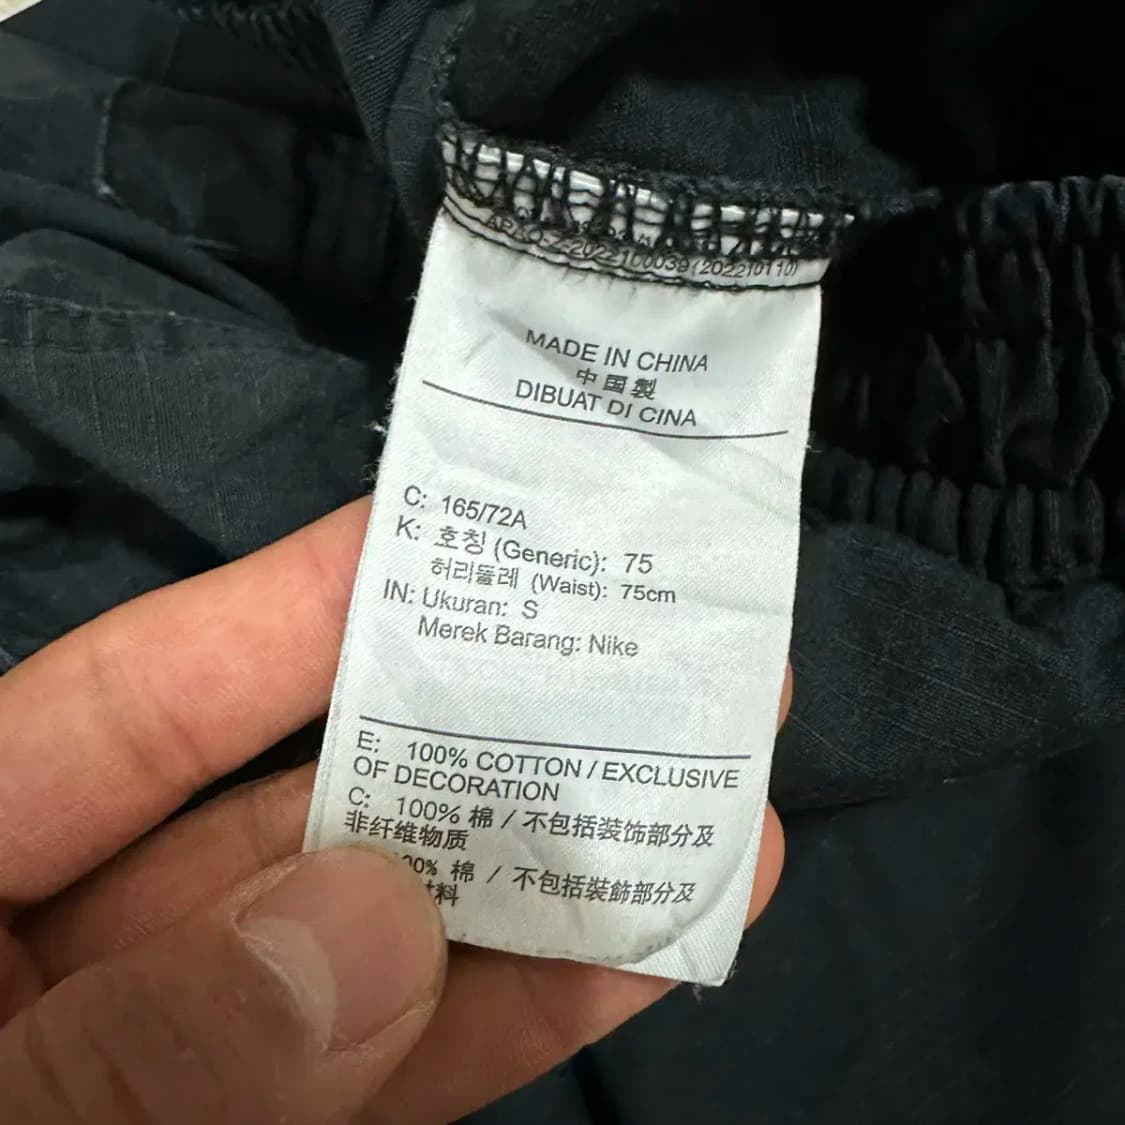 MADE IN CHINA
中国製
DIBUAT DI CINA
C: 165/72A
K: 호칭 (Generic): 75
허리둘레 (Waist): 75cm
IN: Ukuran: S
Merek Barang: Nike
E: 100% COTTON / EXCLUSIVE
OF DECORATION
C: 100% 棉 / 不包括装饰部分及
非纤维物质
00% 棉 / 不包括裝飾部分及
料